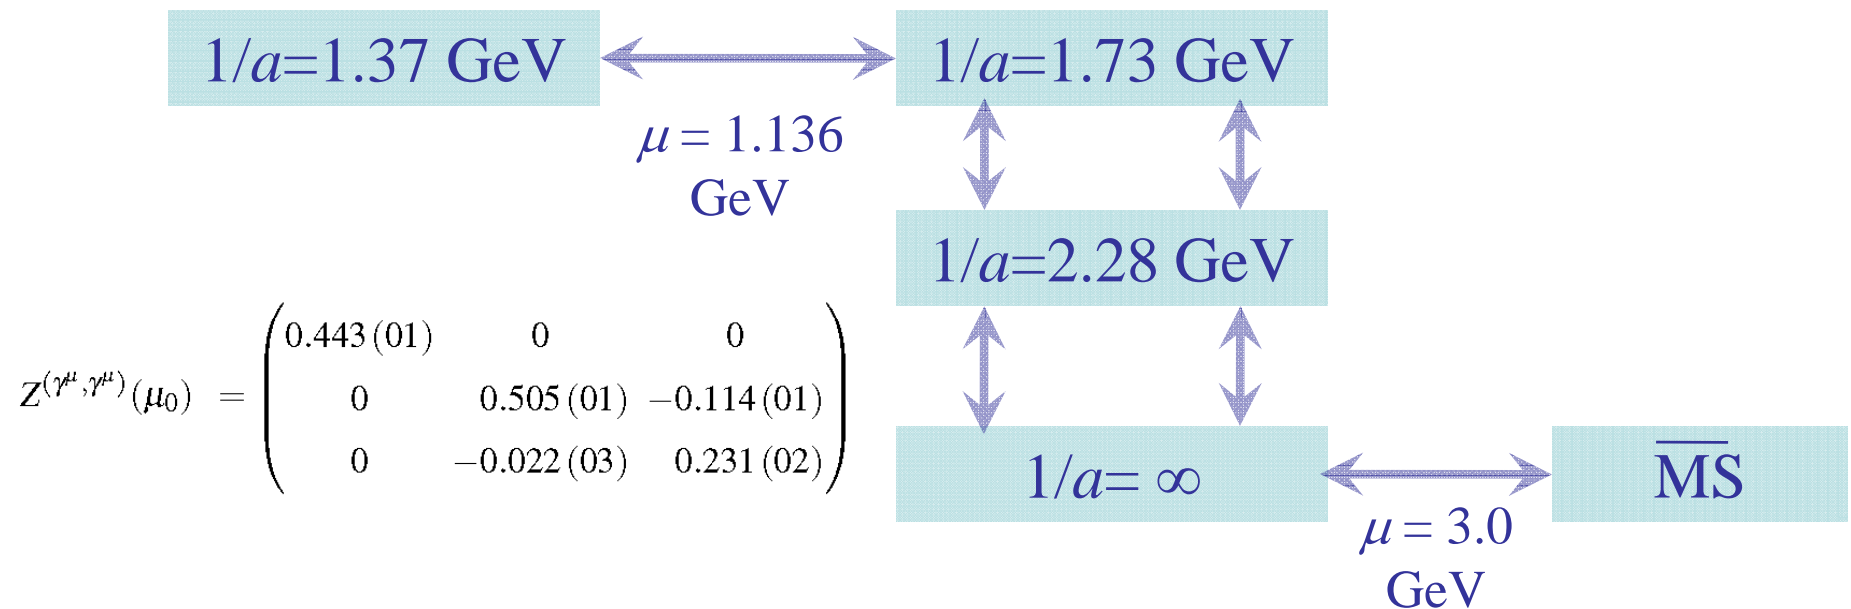 1/a=1.37 GeV
1/a=1.73 GeV
μ = 1.136
GeV
1/a=2.28 GeV
Z^{(γ^μ,γ^μ)}(μ_0) =
0.443(01) 0 0
0 0.505(01) −0.114(01)
0 −0.022(03) 0.231(02)
1/a= ∞
M̅S̅
μ = 3.0
GeV